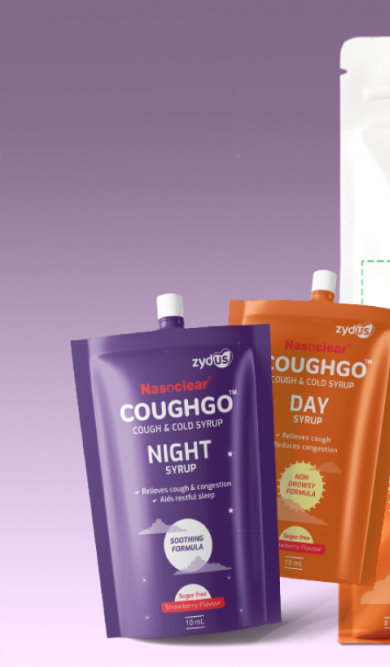 zydus
Nasoclear
COUGHGO™
COUGH & COLD SYRUP
NIGHT
SYRUP
✓ Relieves cough & congestion
✓ Aids restful sleep
SOOTHING
FORMULA
Sugar free
Strawberry Flavour
10 mL
zydus
Nasoclear
COUGHGO™
COUGH & COLD SYRUP
DAY
SYRUP
✓ Relieves cough
Reduces congestion
NON
DROWSY
FORMULA
Sugar free
Strawberry Flavour
10 mL